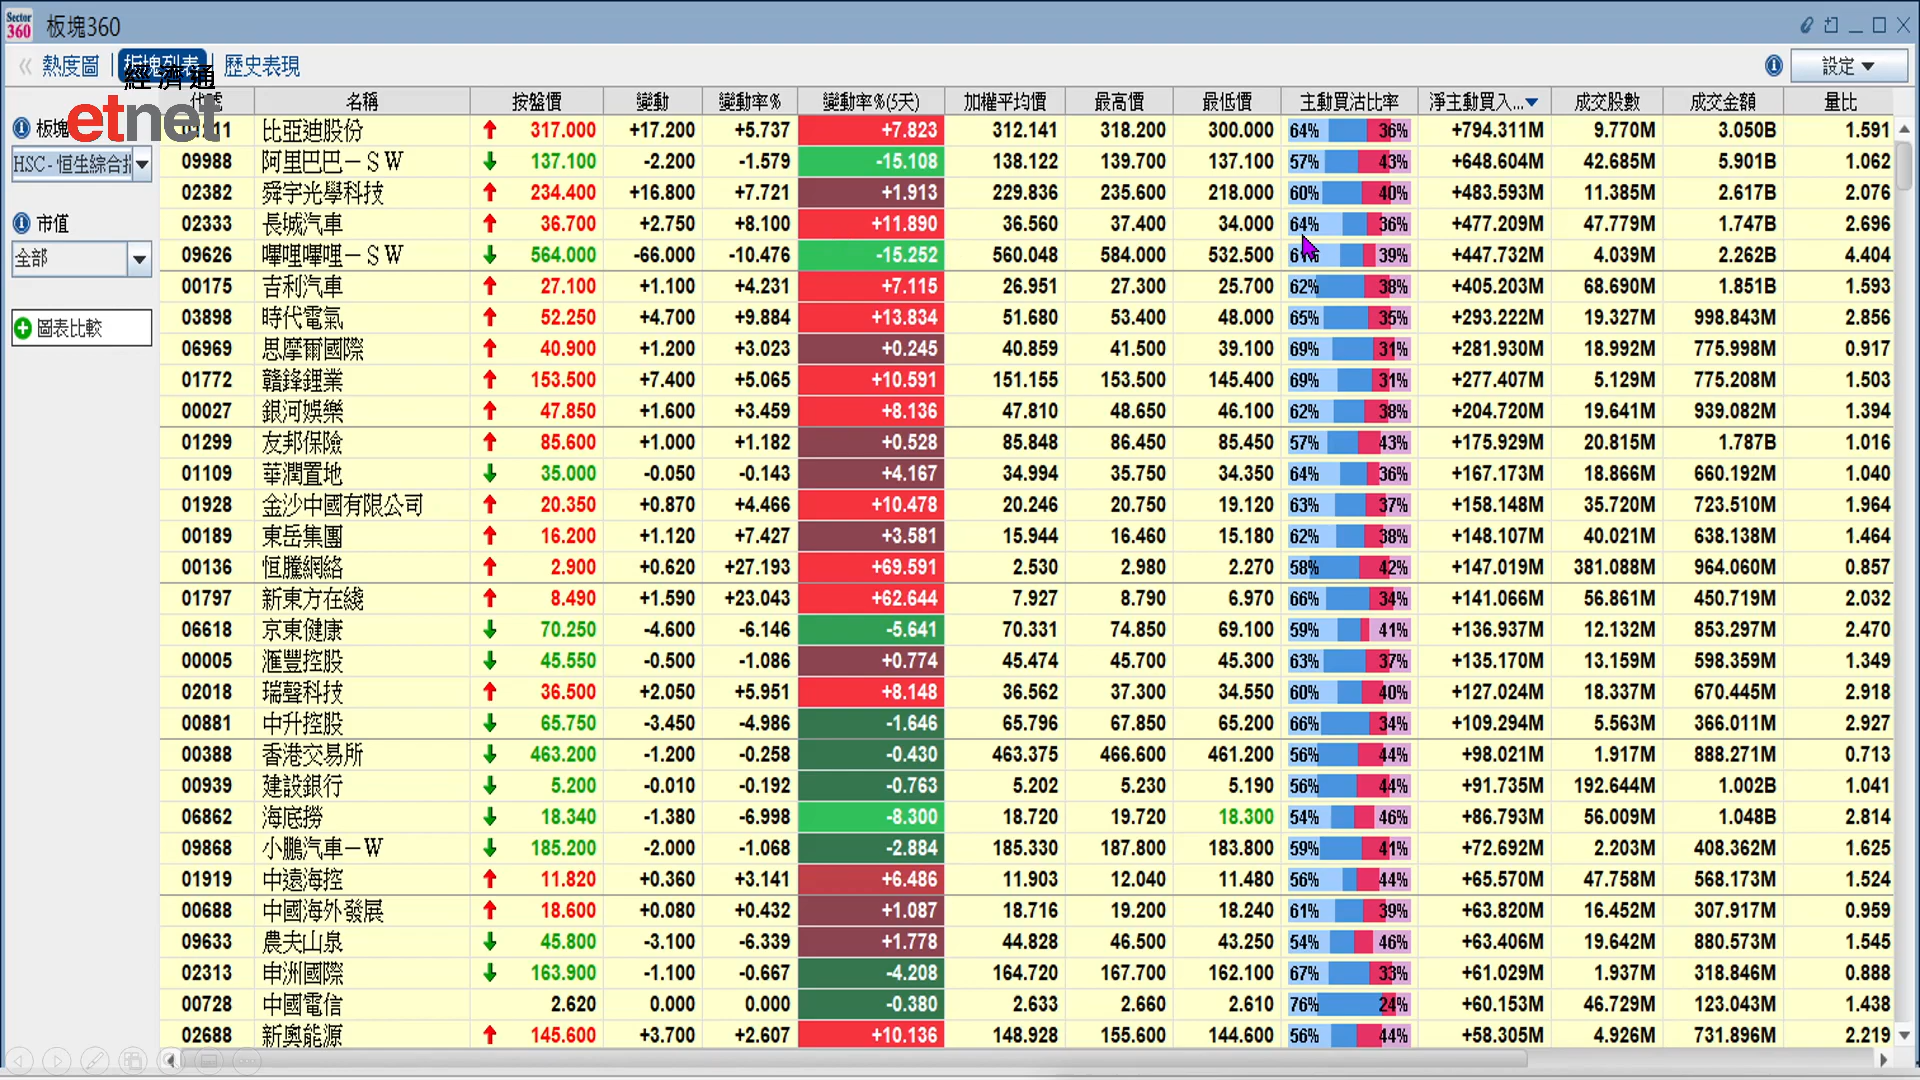 Sector 360 板塊360
熱度圖 板塊列表 歷史表現 設定
經濟通
etnet
名稱 按盤價 變動 變動率% 變動率%(5天) 加權平均價 最高價 最低價 主動買沽比率 淨主動買入... 成交股數 成交金額 量比
板塊
HSC - 恒生綜合指
市值
全部
圖表比較
比亞迪股份 317.000 +17.200 +5.737 +7.823 312.141 318.200 300.000 64% 36% +794.311M 9.770M 3.050B 1.591
09988 阿里巴巴－ＳＷ 137.100 -2.200 -1.579 -15.108 138.122 139.700 137.100 57% 43% +648.604M 42.685M 5.901B 1.062
02382 舜宇光學科技 234.400 +16.800 +7.721 +1.913 229.836 235.600 218.000 60% 40% +483.593M 11.385M 2.617B 2.076
02333 長城汽車 36.700 +2.750 +8.100 +11.890 36.560 37.400 34.000 64% 36% +477.209M 47.779M 1.747B 2.696
09626 嗶哩嗶哩－ＳＷ 564.000 -66.000 -10.476 -15.252 560.048 584.000 532.500 61% 39% +447.732M 4.039M 2.262B 4.404
00175 吉利汽車 27.100 +1.100 +4.231 +7.115 26.951 27.300 25.700 62% 38% +405.203M 68.690M 1.851B 1.593
03898 時代電氣 52.250 +4.700 +9.884 +13.834 51.680 53.400 48.000 65% 35% +293.222M 19.327M 998.843M 2.856
06969 思摩爾國際 40.900 +1.200 +3.023 +0.245 40.859 41.500 39.100 69% 31% +281.930M 18.992M 775.998M 0.917
01772 贛鋒鋰業 153.500 +7.400 +5.065 +10.591 151.155 153.500 145.400 69% 31% +277.407M 5.129M 775.208M 1.503
00027 銀河娛樂 47.850 +1.600 +3.459 +8.136 47.810 48.650 46.100 62% 38% +204.720M 19.641M 939.082M 1.394
01299 友邦保險 85.600 +1.000 +1.182 +0.528 85.848 86.450 85.450 57% 43% +175.929M 20.815M 1.787B 1.016
01109 華潤置地 35.000 -0.050 -0.143 +4.167 34.994 35.750 34.350 64% 36% +167.173M 18.866M 660.192M 1.040
01928 金沙中國有限公司 20.350 +0.870 +4.466 +10.478 20.246 20.750 19.120 63% 37% +158.148M 35.720M 723.510M 1.964
00189 東岳集團 16.200 +1.120 +7.427 +3.581 15.944 16.460 15.180 62% 38% +148.107M 40.021M 638.138M 1.464
00136 恒騰網絡 2.900 +0.620 +27.193 +69.591 2.530 2.980 2.270 58% 42% +147.019M 381.088M 964.060M 0.857
01797 新東方在綫 8.490 +1.590 +23.043 +62.644 7.927 8.790 6.970 66% 34% +141.066M 56.861M 450.719M 2.032
06618 京東健康 70.250 -4.600 -6.146 -5.641 70.331 74.850 69.100 59% 41% +136.937M 12.132M 853.297M 2.470
00005 滙豐控股 45.550 -0.500 -1.086 +0.774 45.474 45.700 45.300 63% 37% +135.170M 13.159M 598.359M 1.349
02018 瑞聲科技 36.500 +2.050 +5.951 +8.148 36.562 37.300 34.550 60% 40% +127.024M 18.337M 670.445M 2.918
00881 中升控股 65.750 -3.450 -4.986 -1.646 65.796 67.850 65.200 66% 34% +109.294M 5.563M 366.011M 2.927
00388 香港交易所 463.200 -1.200 -0.258 -0.430 463.375 466.600 461.200 56% 44% +98.021M 1.917M 888.271M 0.713
00939 建設銀行 5.200 -0.010 -0.192 -0.763 5.202 5.230 5.190 56% 44% +91.735M 192.644M 1.002B 1.041
06862 海底撈 18.340 -1.380 -6.998 -8.300 18.720 19.720 18.300 54% 46% +86.793M 56.009M 1.048B 2.814
09868 小鵬汽車－Ｗ 185.200 -2.000 -1.068 -2.884 185.330 187.800 183.800 59% 41% +72.692M 2.203M 408.362M 1.625
01919 中遠海控 11.820 +0.360 +3.141 +6.486 11.903 12.040 11.480 56% 44% +65.570M 47.758M 568.173M 1.524
00688 中國海外發展 18.600 +0.080 +0.432 +1.087 18.716 19.200 18.240 61% 39% +63.820M 16.452M 307.917M 0.959
09633 農夫山泉 45.800 -3.100 -6.339 +1.778 44.828 46.500 43.250 54% 46% +63.406M 19.642M 880.573M 1.545
02313 申洲國際 163.900 -1.100 -0.667 -4.208 164.720 167.700 162.100 67% 33% +61.029M 1.937M 318.846M 0.888
00728 中國電信 2.620 0.000 0.000 -0.380 2.633 2.660 2.610 76% 24% +60.153M 46.729M 123.043M 1.438
02688 新奧能源 145.600 +3.700 +2.607 +10.136 148.928 155.600 144.600 56% 44% +58.305M 4.926M 731.896M 2.219